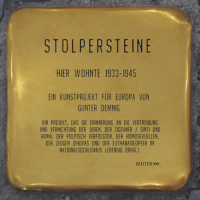 STOLPERSTEINE
HIER WOHNTE 1933-1945
EIN KUNSTPROJEKT FÜR EUROPA VON
GUNTER DEMNIG
EIN PROJEKT, DAS DIE ERINNERUNG AN DIE VERTREIBUNG
UND VERNICHTUNG DER JUDEN, DER ZIGEUNER / SINTI UND
ROMA, DER POLITISCH VERFOLGTEN, DER HOMOSEXUELLEN,
DER ZEUGEN JEHOVAS UND DER EUTHANASIEOPFER IM
NATIONALSOZIALISMUS LEBENDIG ERHÄLT.
WEITER >>>